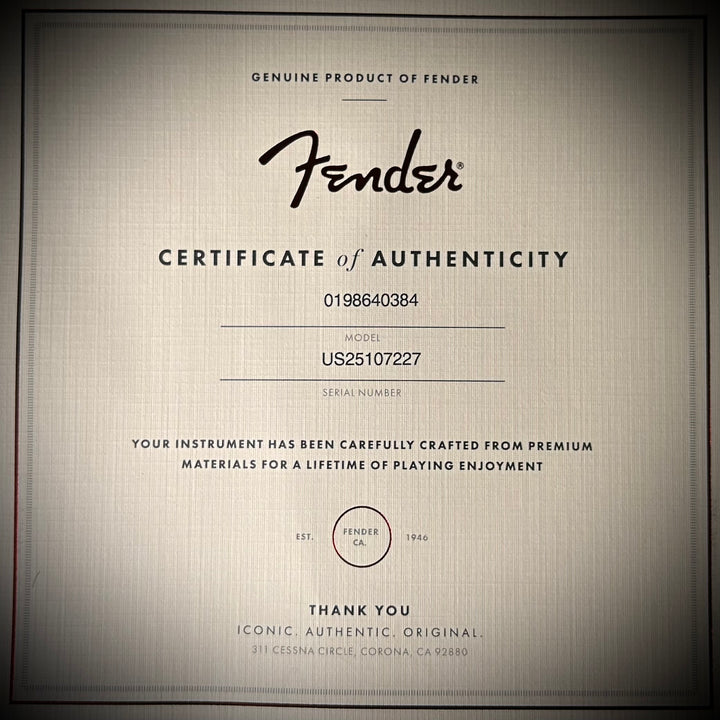 GENUINE PRODUCT OF FENDER
Fender®
CERTIFICATE of AUTHENTICITY
0198640384
MODEL
US25107227
SERIAL NUMBER
YOUR INSTRUMENT HAS BEEN CAREFULLY CRAFTED FROM PREMIUM
MATERIALS FOR A LIFETIME OF PLAYING ENJOYMENT
EST. FENDER CA. 1946
THANK YOU
ICONIC. AUTHENTIC. ORIGINAL.
311 CESSNA CIRCLE, CORONA, CA 92880